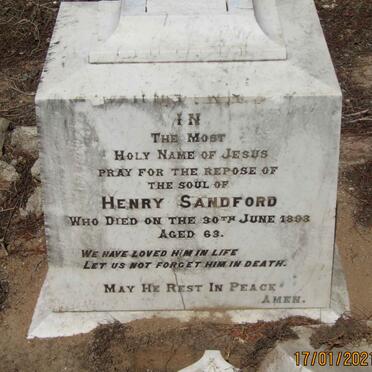 IN
THE MOST
HOLY NAME OF JESUS
PRAY FOR THE REPOSE OF
THE SOUL OF
HENRY SANDFORD
WHO DIED ON THE 30TH JUNE 1893
AGED 63.
WE HAVE LOVED HIM IN LIFE
LET US NOT FORGET HIM IN DEATH.
MAY HE REST IN PEACE
AMEN.
17/01/2021